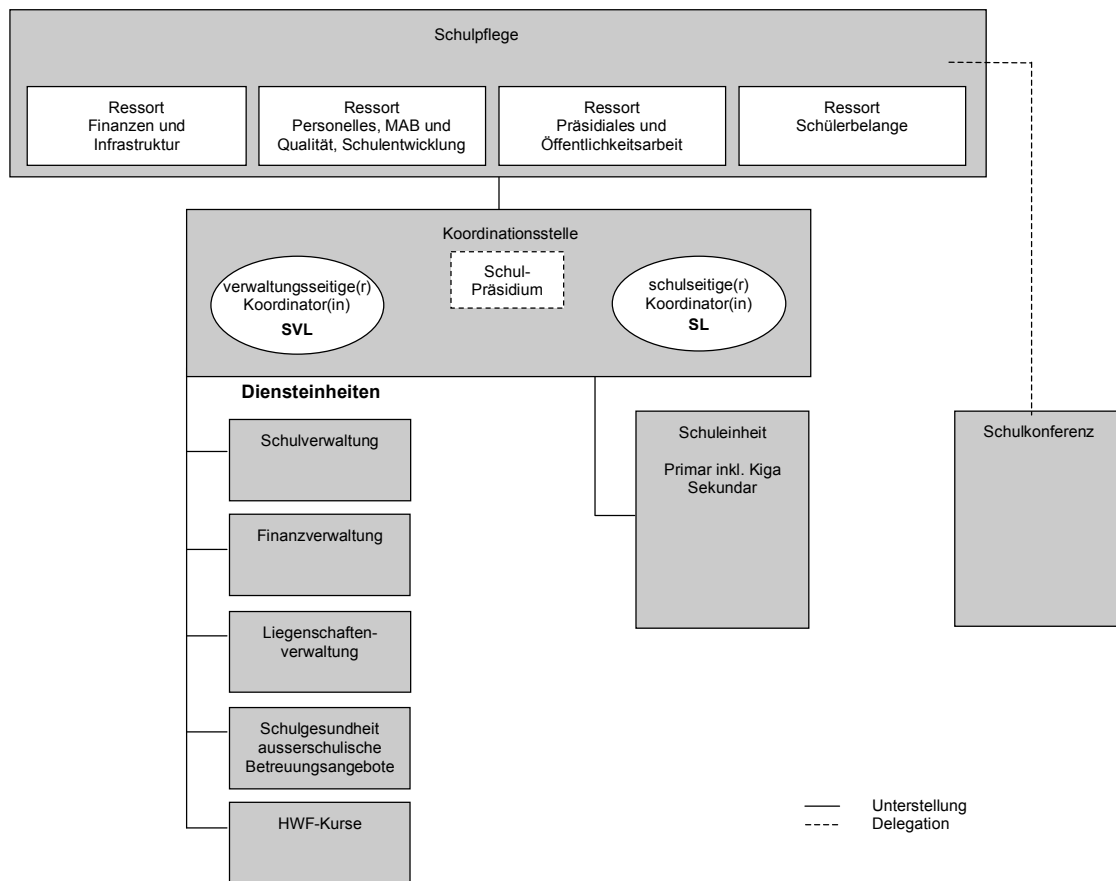 Schulpflege
Ressort
Finanzen und
Infrastruktur
Ressort
Personelles, MAB und
Qualität, Schulentwicklung
Ressort
Präsidiales und
Öffentlichkeitsarbeit
Ressort
Schülerbelange
Koordinationsstelle
verwaltungsseitige(r)
Koordinator(in)
SVL
Schul-
Präsidium
schulseitige(r)
Koordinator(in)
SL
Diensteinheiten
Schulverwaltung
Finanzverwaltung
Liegenschaften-
verwaltung
Schulgesundheit
ausserschulische
Betreuungsangebote
HWF-Kurse
Schuleinheit
Primar inkl. Kiga
Sekundar
Schulkonferenz
Unterstellung
Delegation